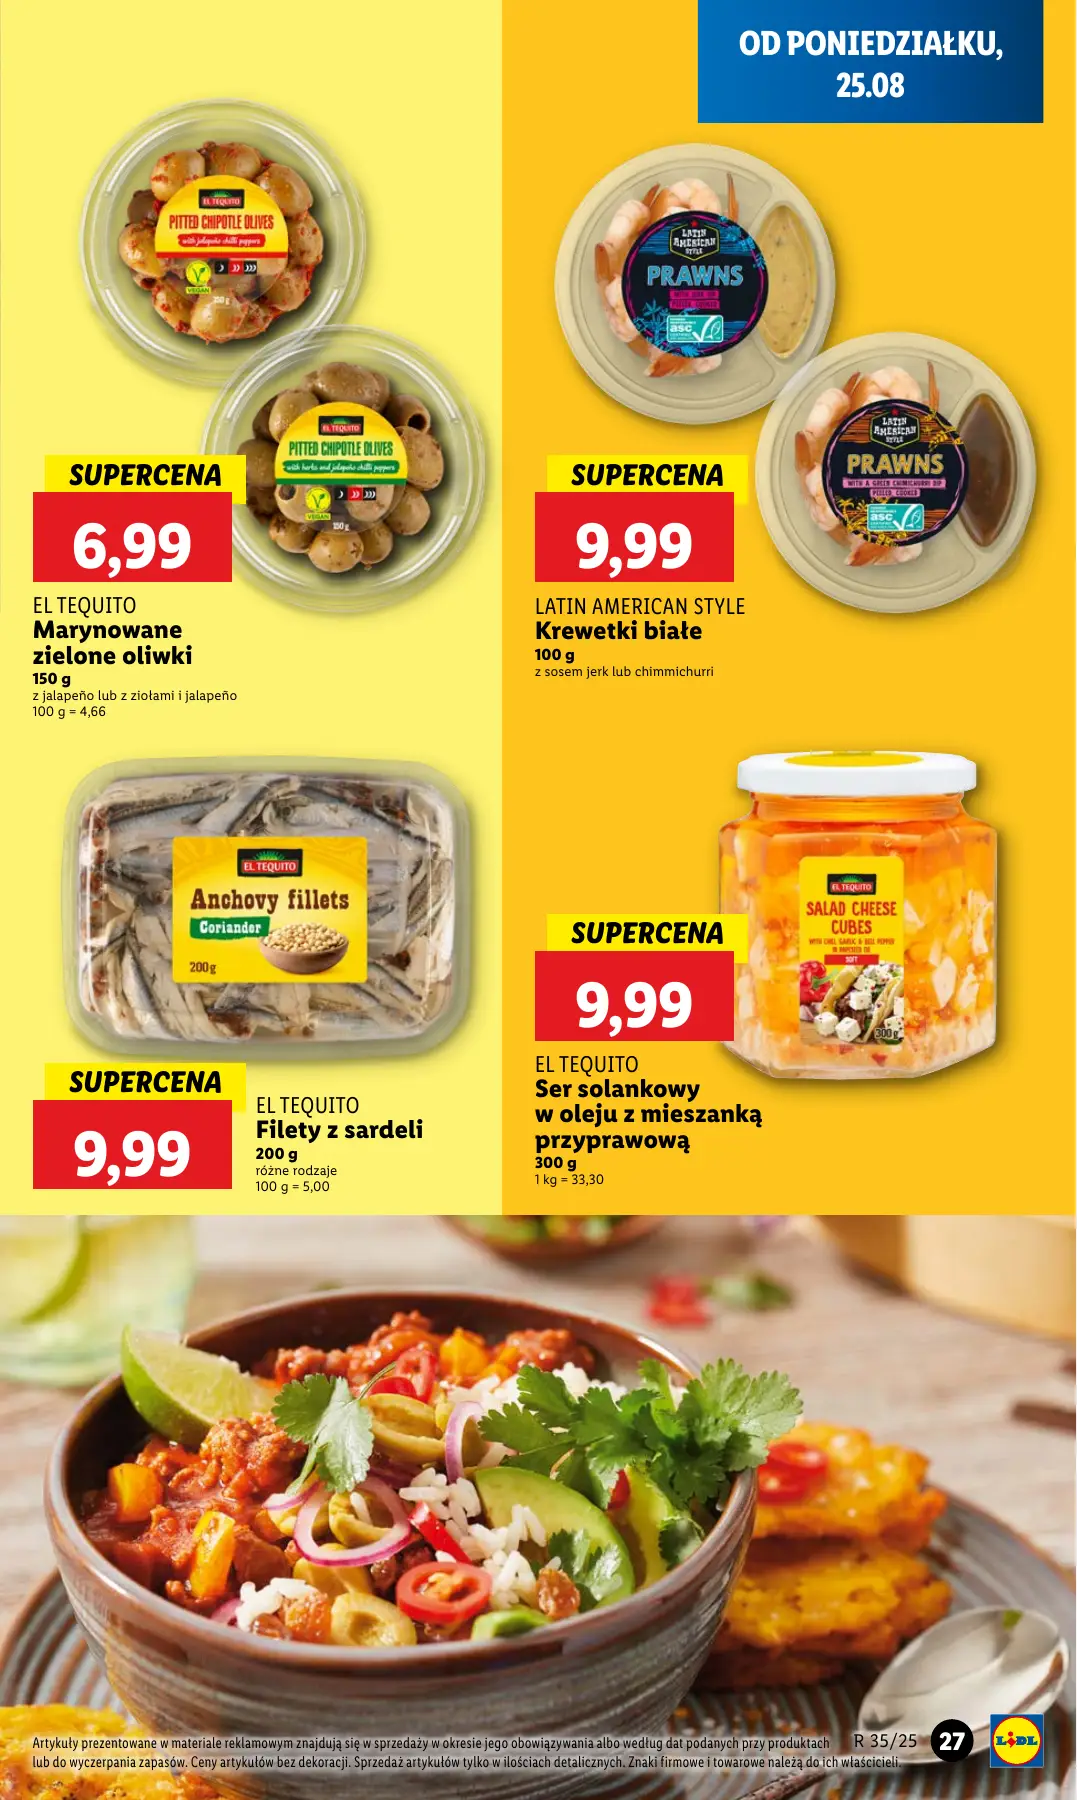 OD PONIEDZIAŁKU,
25.08
EL TEQUITO
PITTED CHIPOTLE OLIVES
with jalapeño chilli peppers
VEGAN
150 g
EL TEQUITO
PITTED CHIPOTLE OLIVES
with herbs and jalapeño chilli peppers
VEGAN
150 g
SUPERCENA
6,99
EL TEQUITO
Marynowane
zielone oliwki
150 g
z jalapeño lub z ziołami i jalapeño
100 g = 4,66
LATIN
AMERICAN
STYLE
PRAWNS
WITH JERK DIP
PEELED COOKED
asc
LATIN
AMERICAN
STYLE
PRAWNS
WITH A GREEN CHIMICHURRI DIP
PEELED COOKED
asc
SUPERCENA
9,99
LATIN AMERICAN STYLE
Krewetki białe
100 g
z sosem jerk lub chimmichurri
EL TEQUITO
Anchovy fillets
Coriander
200g
SUPERCENA
9,99
EL TEQUITO
Filety z sardeli
200 g
różne rodzaje
100 g = 5,00
EL TEQUITO
SALAD CHEESE
CUBES
WITH CHILI, GARLIC & BELL PEPPER
IN RAPESEED OIL
SOFT
300g
SUPERCENA
9,99
EL TEQUITO
Ser solankowy
w oleju z mieszanką
przyprawową
300 g
1 kg = 33,30
Artykuły prezentowane w materiale reklamowym znajdują się w sprzedaży w okresie jego obowiązywania albo według dat podanych przy produktach
lub do wyczerpania zapasów. Ceny artykułów bez dekoracji. Sprzedaż artykułów tylko w ilościach detalicznych. Znaki firmowe i towarowe należą do ich właścicieli.
R 35/25
27
LIDL